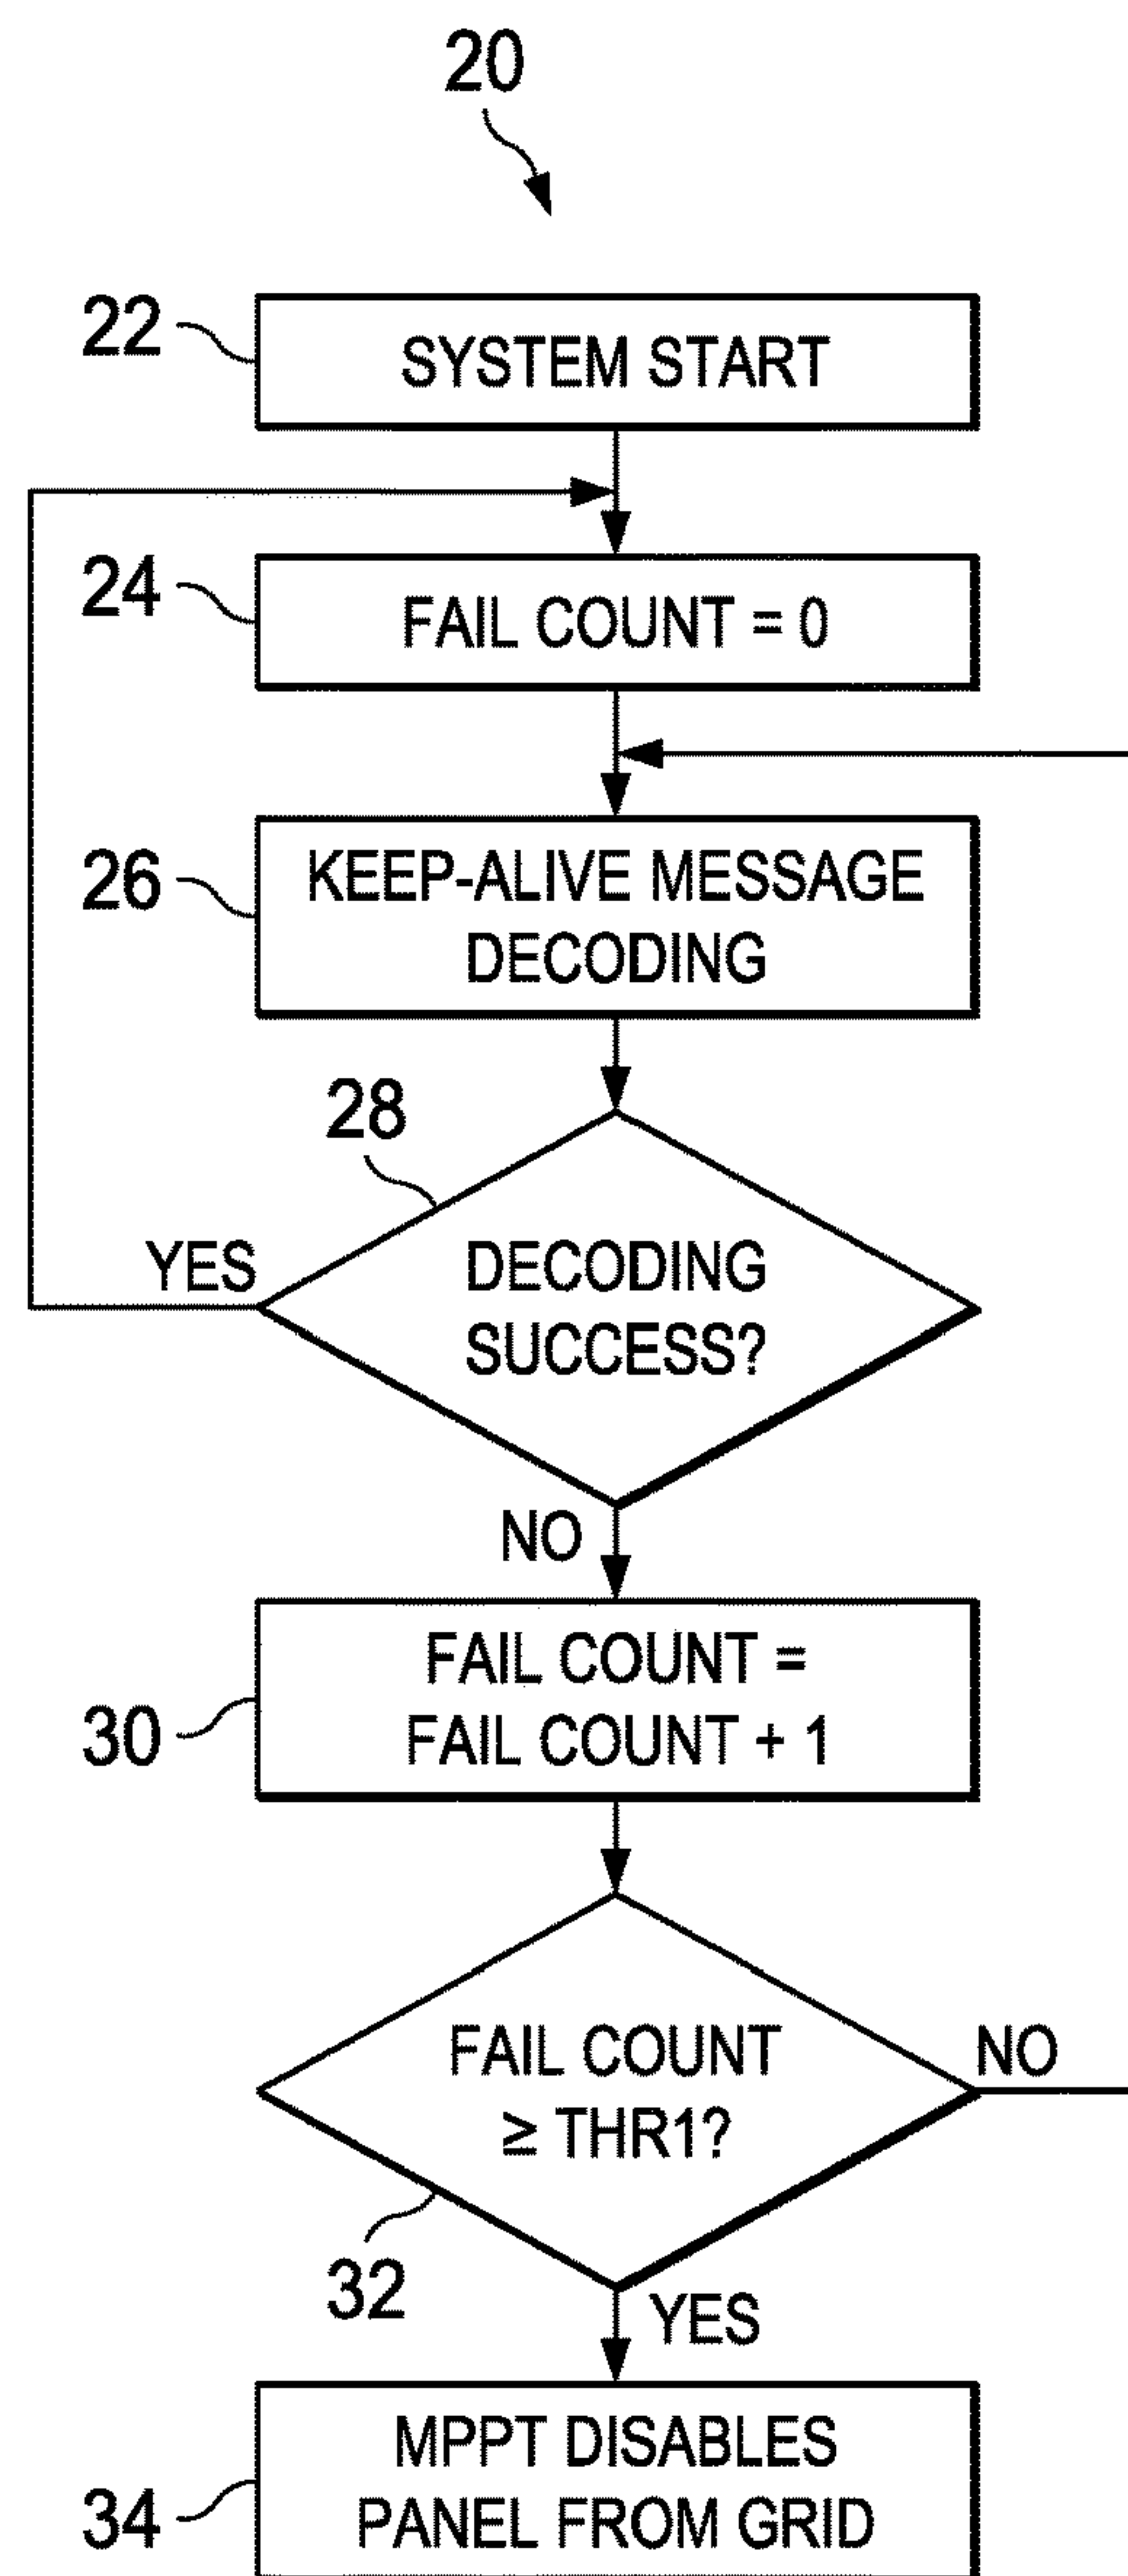 20
22
SYSTEM START
24
FAIL COUNT = 0
26
KEEP-ALIVE MESSAGE
DECODING
28
YES
DECODING
SUCCESS?
NO
30
FAIL COUNT =
FAIL COUNT + 1
FAIL COUNT
≥ THR1?
NO
32
YES
34
MPPT DISABLES
PANEL FROM GRID